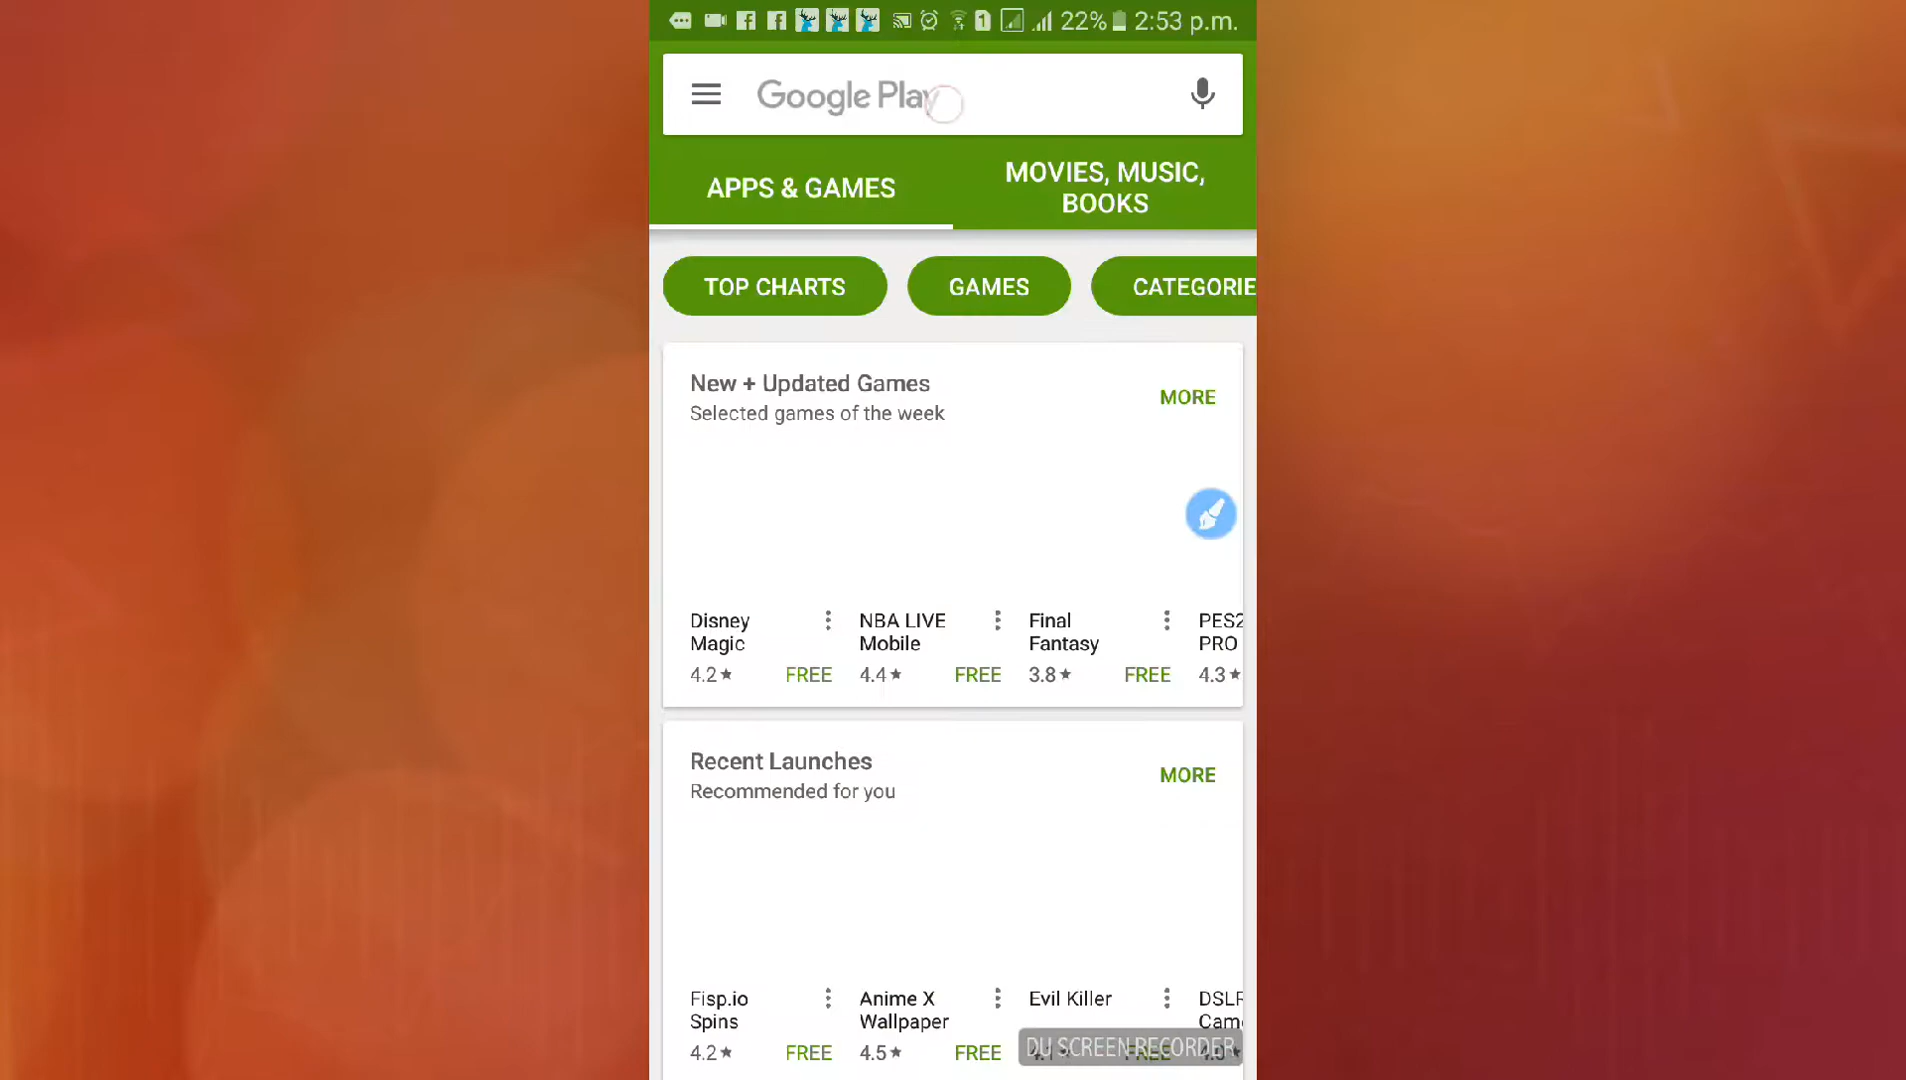 22% 2:53 p.m.
Google Play
APPS & GAMES
MOVIES, MUSIC,
BOOKS
TOP CHARTS
GAMES
CATEGORIE
New + Updated Games
MORE
Selected games of the week
Disney
Magic
4.2★ FREE
NBA LIVE
Mobile
4.4★ FREE
Final
Fantasy
3.8★ FREE
PES2
PRO
4.3★
Recent Launches
MORE
Recommended for you
Fisp.io
Spins
4.2★ FREE
Anime X
Wallpaper
4.5★ FREE
Evil Killer
4.1★ FREE
DSLR
Cam
DU SCREEN RECORDER